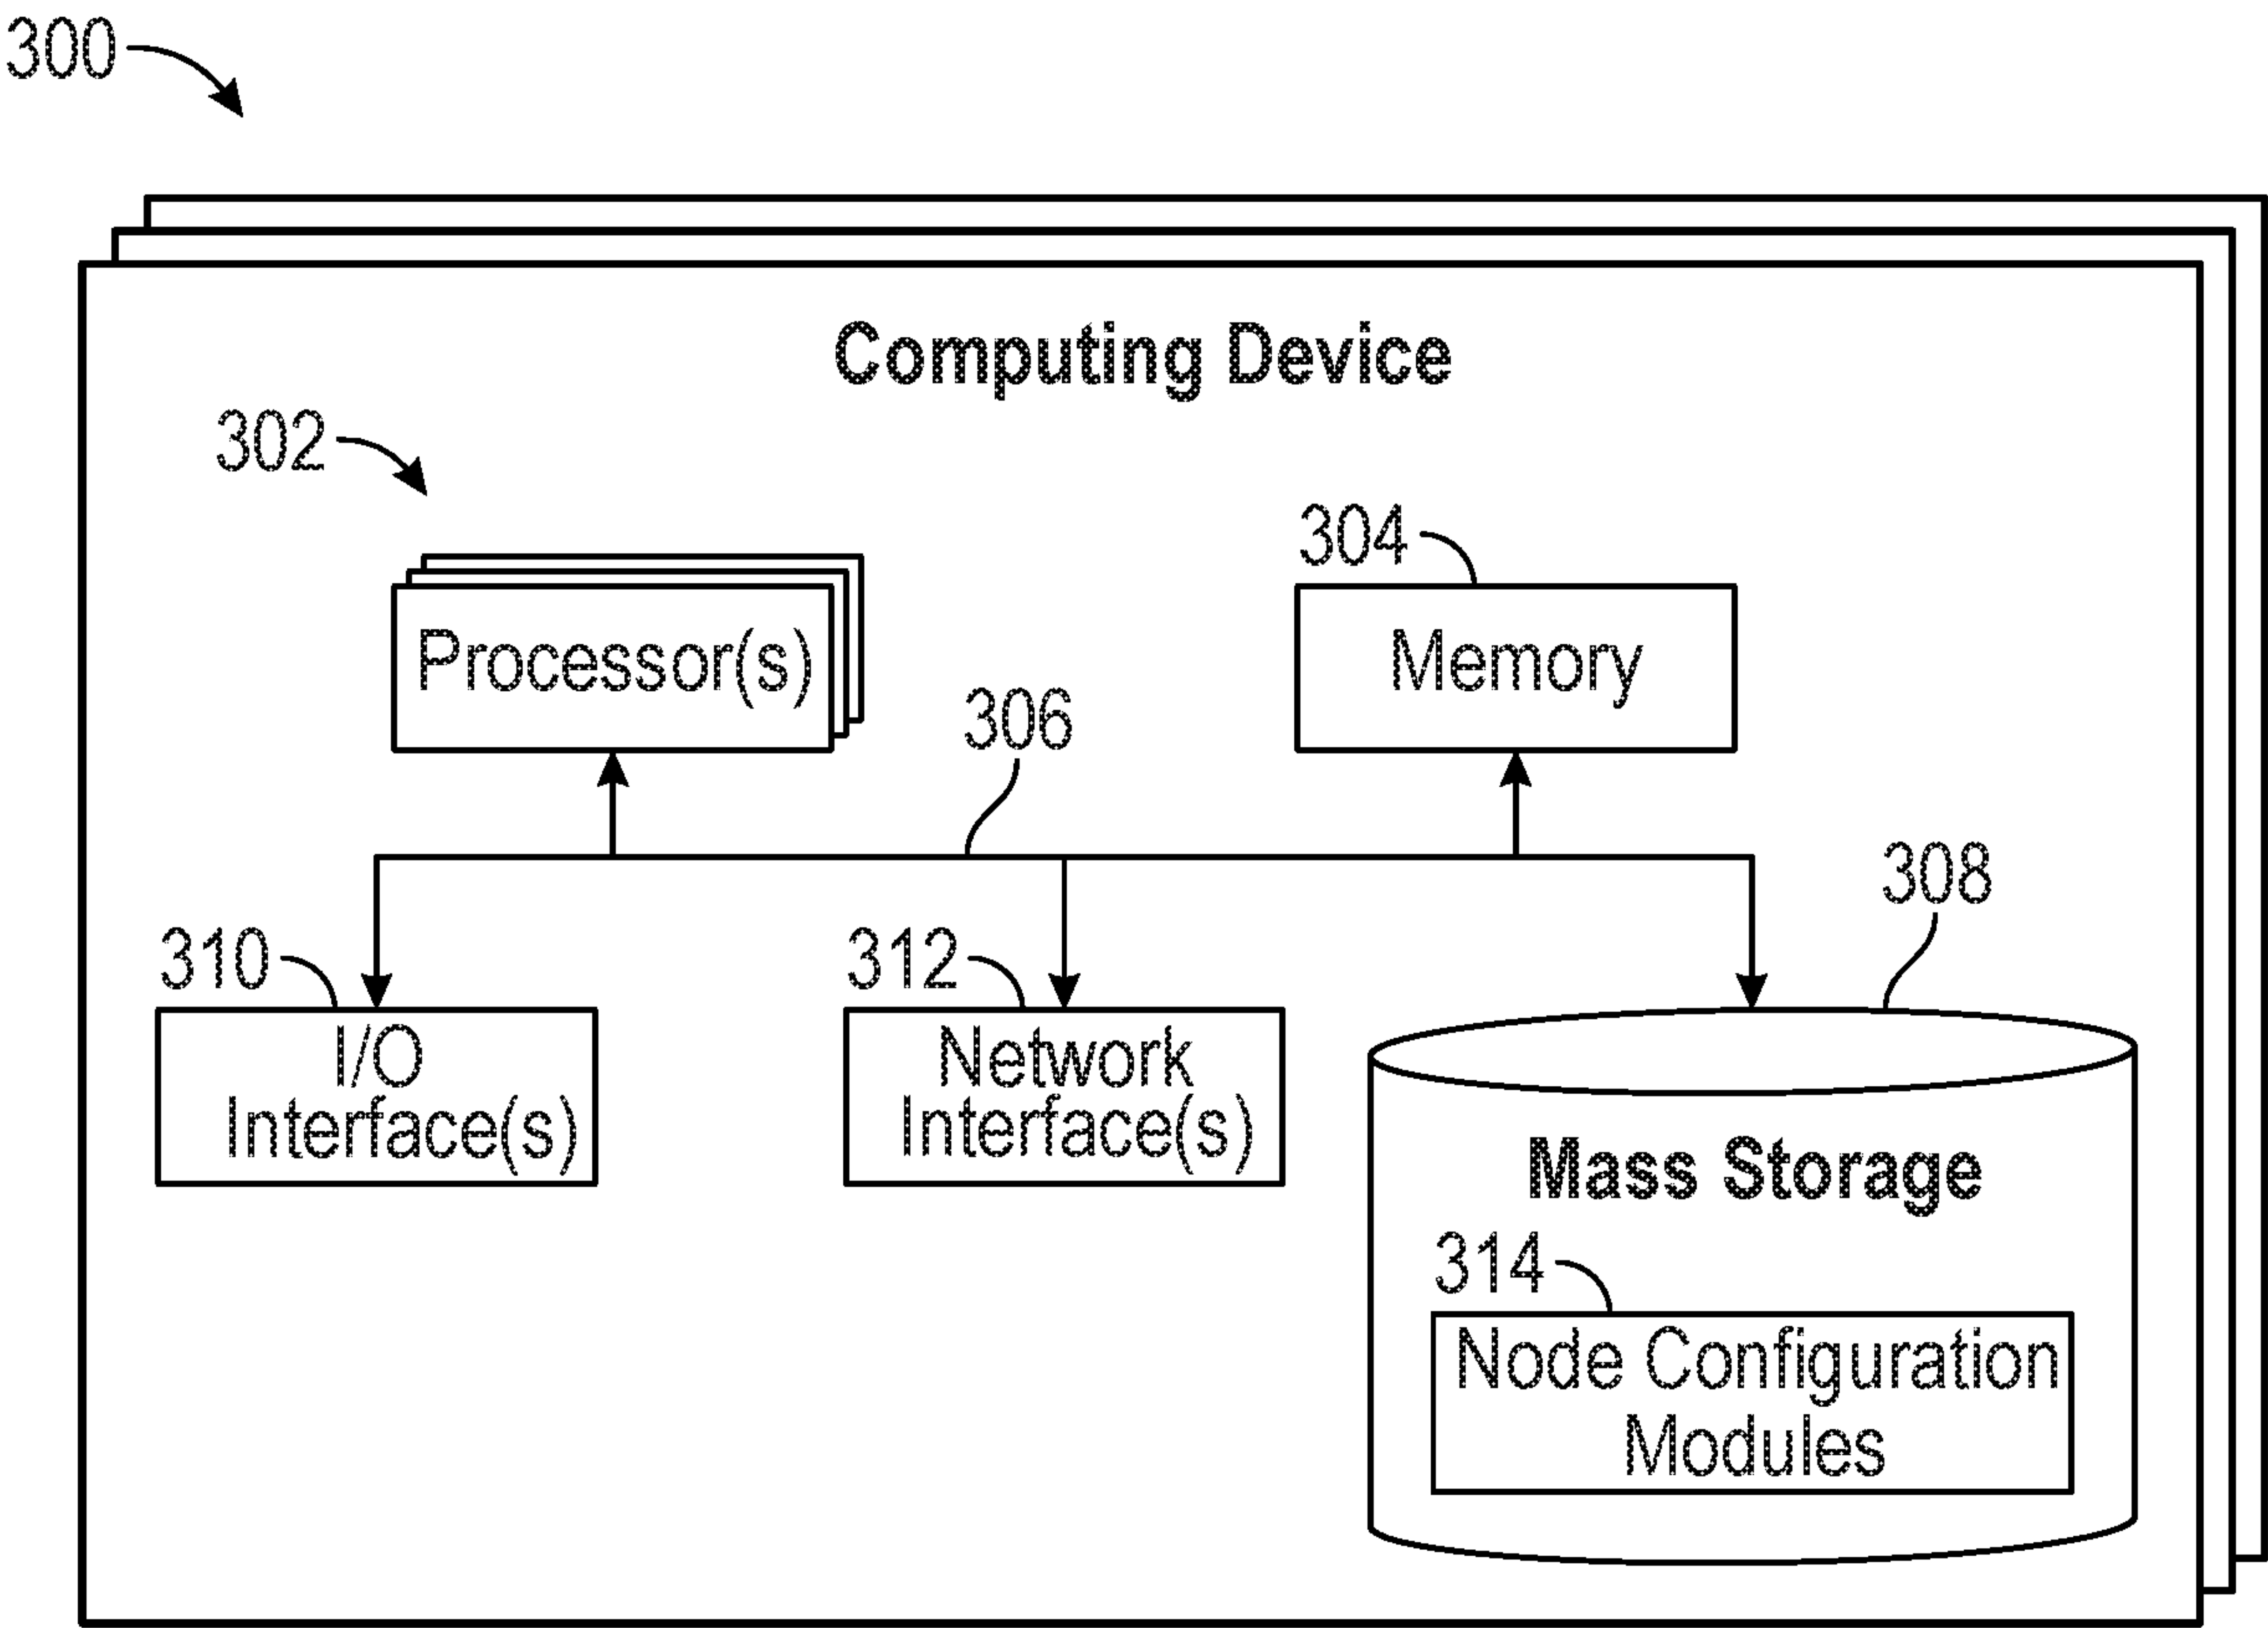 300
Computing Device
302
304
Processor(s)
Memory
306
308
310
312
I/O
Interface(s)
Network
Interface(s)
Mass Storage
314
Node Configuration
Modules